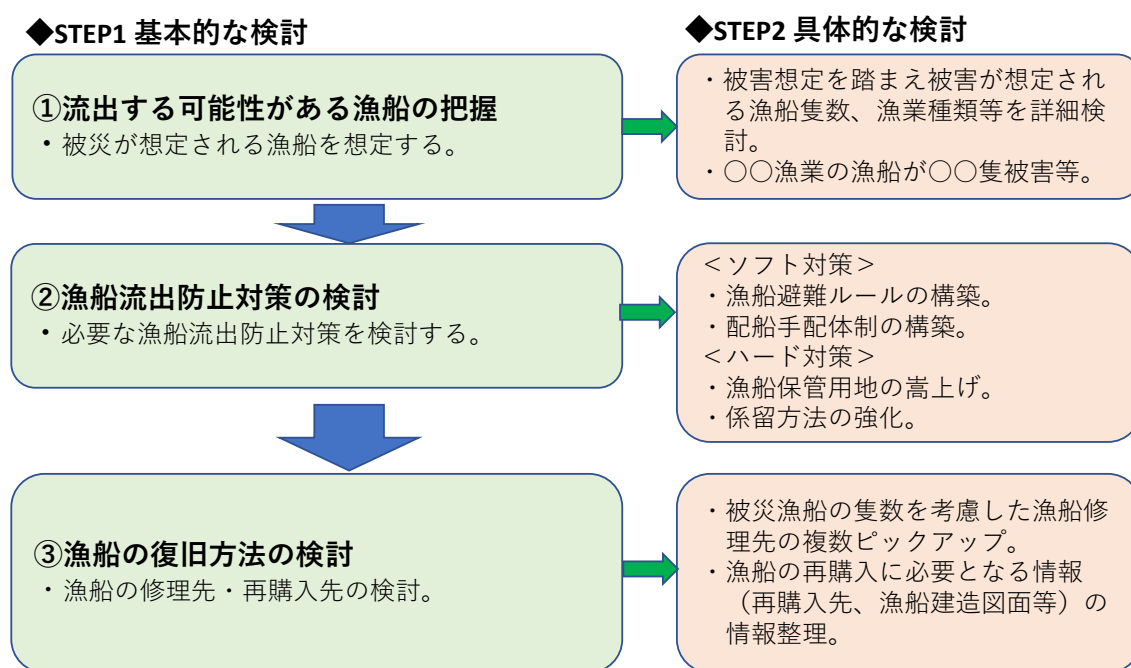 ◆STEP1 基本的な検討
①流出する可能性がある漁船の把握
・被災が想定される漁船を想定する。
②漁船流出防止対策の検討
・必要な漁船流出防止対策を検討する。
③漁船の復旧方法の検討
・漁船の修理先・再購入先の検討。
◆STEP2 具体的な検討
・被害想定を踏まえ被害が想定され
る漁船隻数、漁業種類等を詳細検
討。
・○○漁業の漁船が○○隻被害等。
＜ソフト対策＞
・漁船避難ルールの構築。
・配船手配体制の構築。
＜ハード対策＞
・漁船保管用地の嵩上げ。
・係留方法の強化。
・被災漁船の隻数を考慮した漁船修
理先の複数ピックアップ。
・漁船の再購入に必要となる情報
（再購入先、漁船建造図面等）の
情報整理。